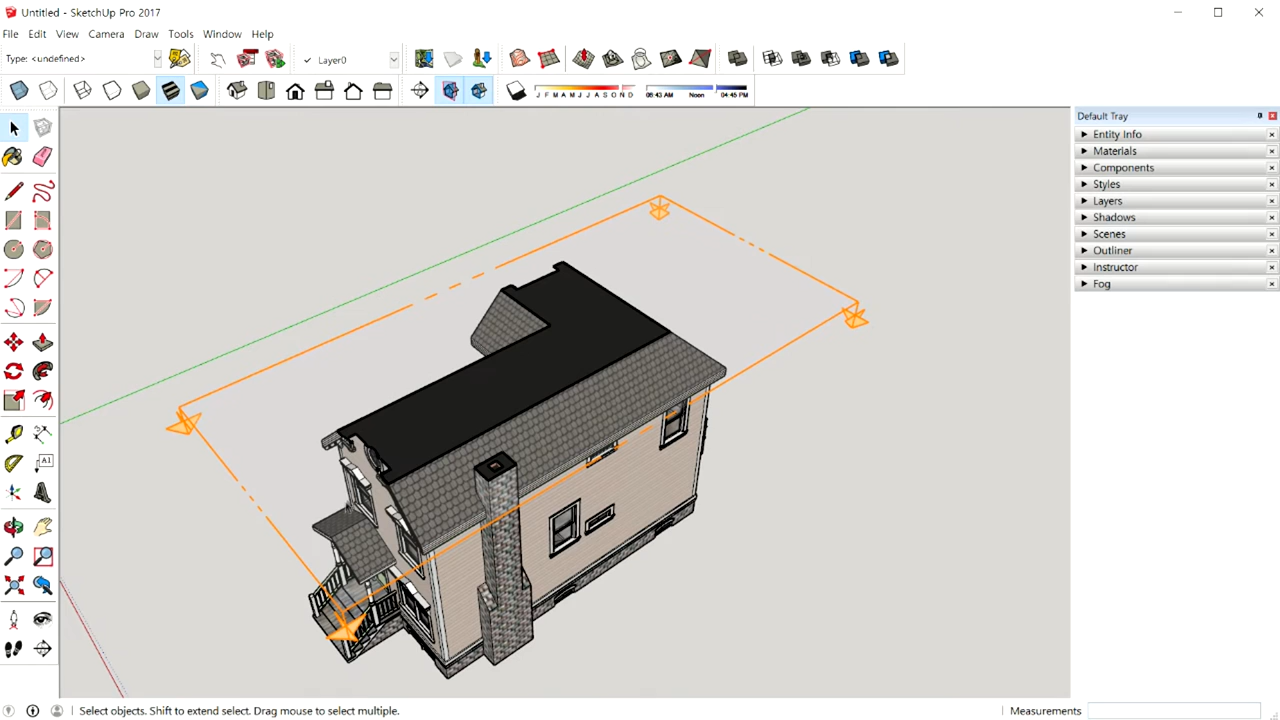 Untitled - SketchUp Pro 2017
File Edit View Camera Draw Tools Window Help
Type: <undefined>
Layer0
J F M A M J J A S O N D 06:43 AM Noon 04:45 PM
Default Tray
Entity Info
Materials
Components
Styles
Layers
Shadows
Scenes
Outliner
Instructor
Fog
A1
Select objects. Shift to extend select. Drag mouse to select multiple.
Measurements